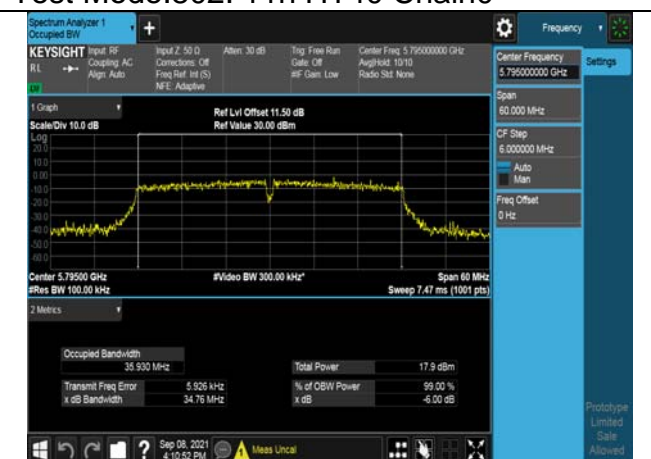 Spectrum Analyzer 1
Occupied BW
+
Frequency
KEYSIGHT
RL
Input: RF
Coupling: AC
Align: Auto
Input Z: 50 Ω
Corrections: Off
Freq Ref: Int (S)
NFE: Adaptive
Atten: 30 dB
Trig: Free Run
Gate: Off
#IF Gain: Low
Center Freq: 5.795000000 GHz
Avg|Hold: 10/10
Radio Std: None
Center Frequency
5.795000000 GHz
Settings
Span
60.000 MHz
CF Step
6.000000 MHz
Auto
Man
Freq Offset
0 Hz
1 Graph
Scale/Div 10.0 dB
Ref Lvl Offset 11.50 dB
Ref Value 30.00 dBm
Log
20.0
10.0
0.00
-10.0
-20.0
-30.0
-40.0
-50.0
-60.0
Center 5.79500 GHz
#Res BW 100.00 kHz
#Video BW 300.00 kHz*
Span 60 MHz
Sweep 7.47 ms (1001 pts)
2 Metrics
Occupied Bandwidth
35.930 MHz
Total Power 17.9 dBm
Transmit Freq Error 5.926 kHz
% of OBW Power 99.00 %
x dB Bandwidth 34.76 MHz
x dB -6.00 dB
Prototype
Limited
Sale
Allowed
?
Sep 08, 2021
4:10:52 PM
Meas Uncal